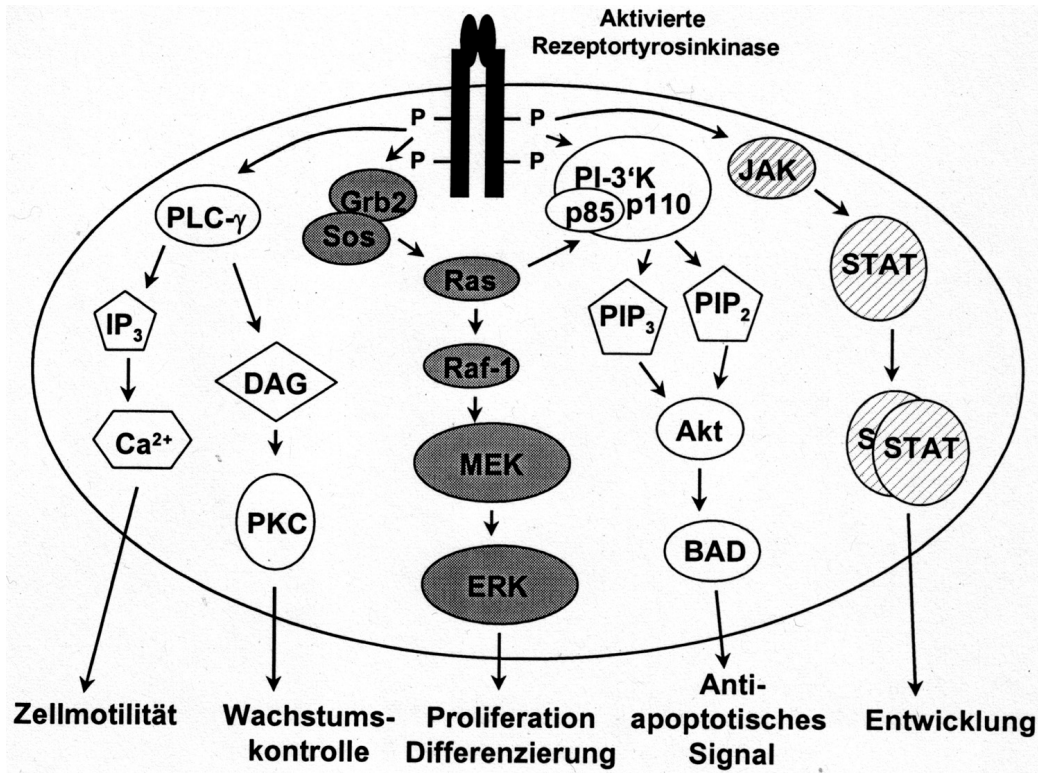 Aktivierte
Rezeptortyrosinkinase
P
P
P
P
PLC-γ
Grb2
Sos
PI-3‘K
p85
p110
JAK
STAT
Ras
IP₃
PIP₃
PIP₂
Raf-1
DAG
Ca²⁺
Akt
S
STAT
MEK
PKC
BAD
ERK
Zellmotilität
Wachstums-
kontrolle
Proliferation
Differenzierung
Anti-
apoptotisches
Signal
Entwicklung